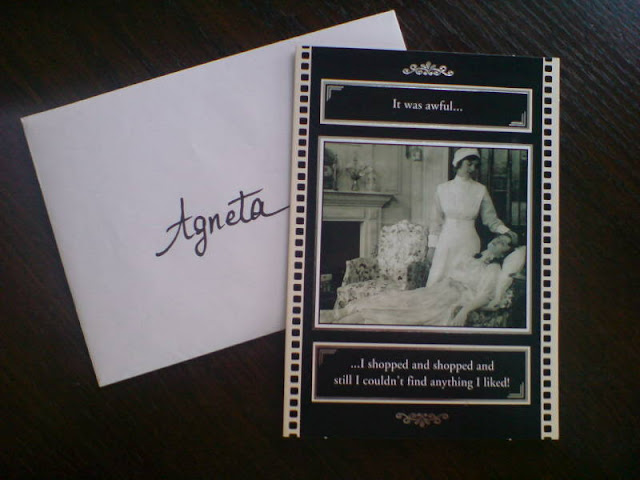 Agneta
It was awful...
...I shopped and shopped and
still I couldn't find anything I liked!